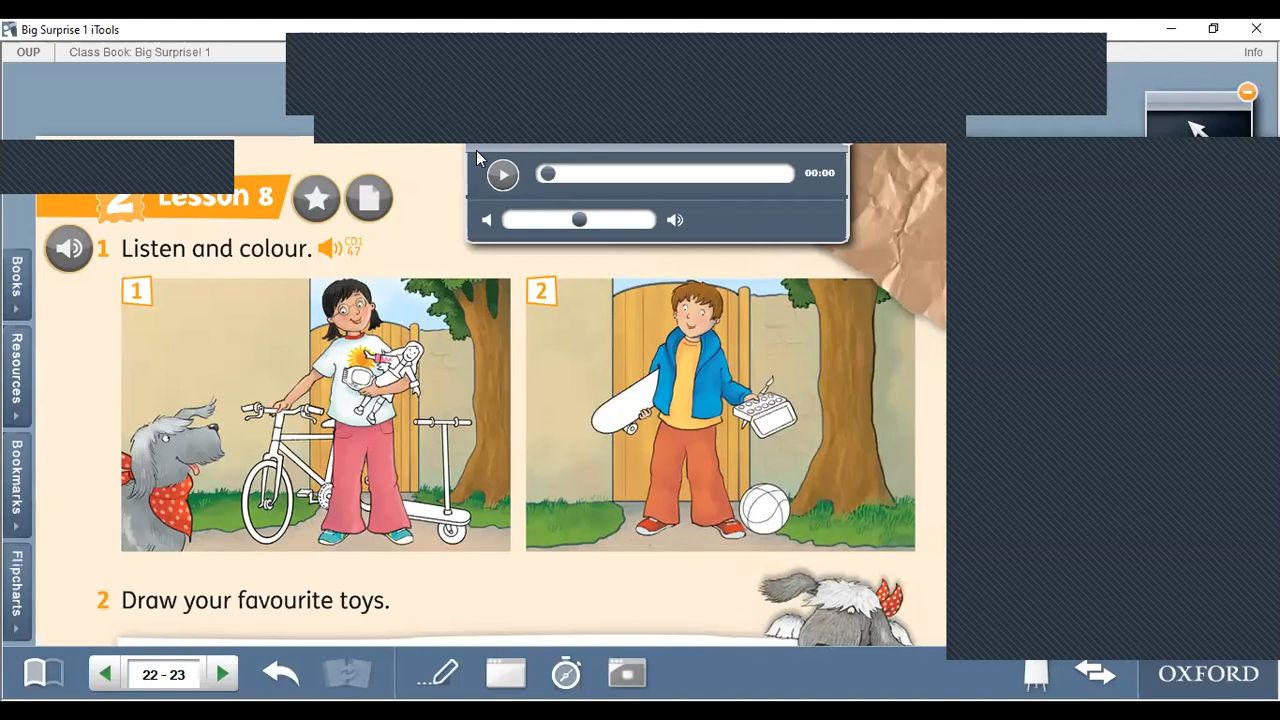 Big Surprise 1 iTools
OUP
Class Book: Big Surprise! 1
Info
00:00
2 Lesson 8
1 Listen and colour. CD1 47
1
2
Books
Resources
Bookmarks
Flipcharts
2 Draw your favourite toys.
22 - 23
OXFORD